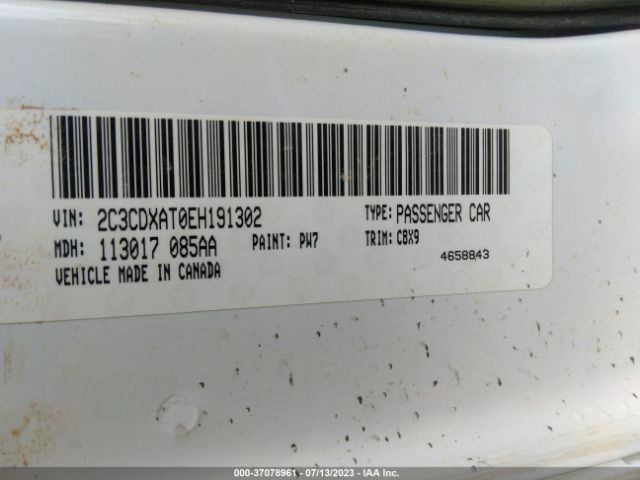 VIN: 2C3CDXAT0EH191302 TYPE: PASSENGER CAR
MDH: 113017 085AA PAINT: PW7 TRIM: C8X9
VEHICLE MADE IN CANADA 4658843
000-37078961 - 07/13/2023 - IAA Inc.